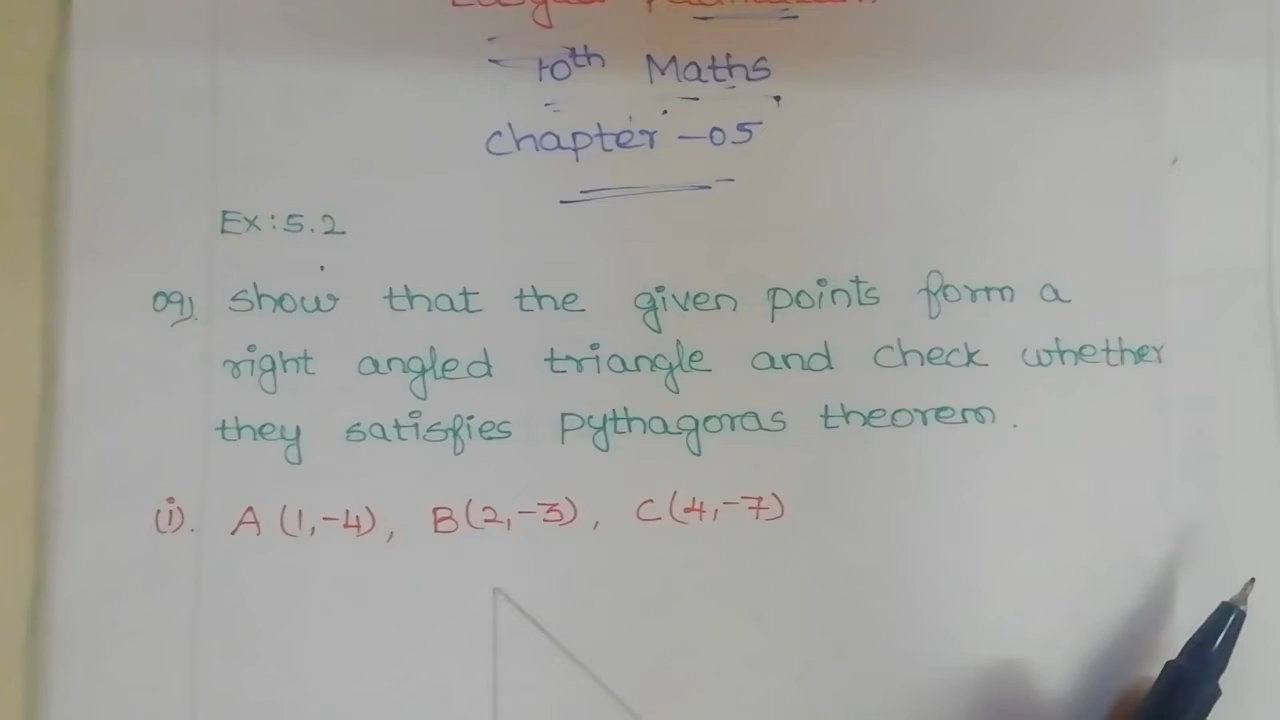 10th Maths
chapter -05
Ex:5.2
09). show that the given points form a
right angled triangle and check whether
they satisfies pythagoras theorem.
(i). A (1,-4), B(2,-3), C(4,-7)